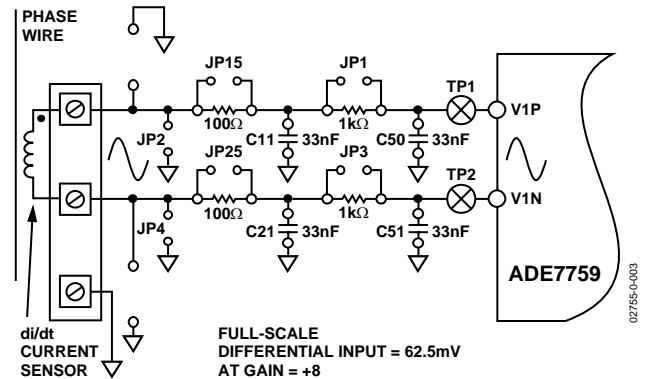 PHASE
WIRE
JP15
JP1
TP1
V1P
100Ω
C11
33nF
1kΩ
C50
33nF
JP2
JP25
JP3
TP2
V1N
100Ω
C21
33nF
1kΩ
C51
33nF
JP4
ADE7759
di/dt
CURRENT
SENSOR
FULL-SCALE
DIFFERENTIAL INPUT = 62.5mV
AT GAIN = +8
02755-0-003